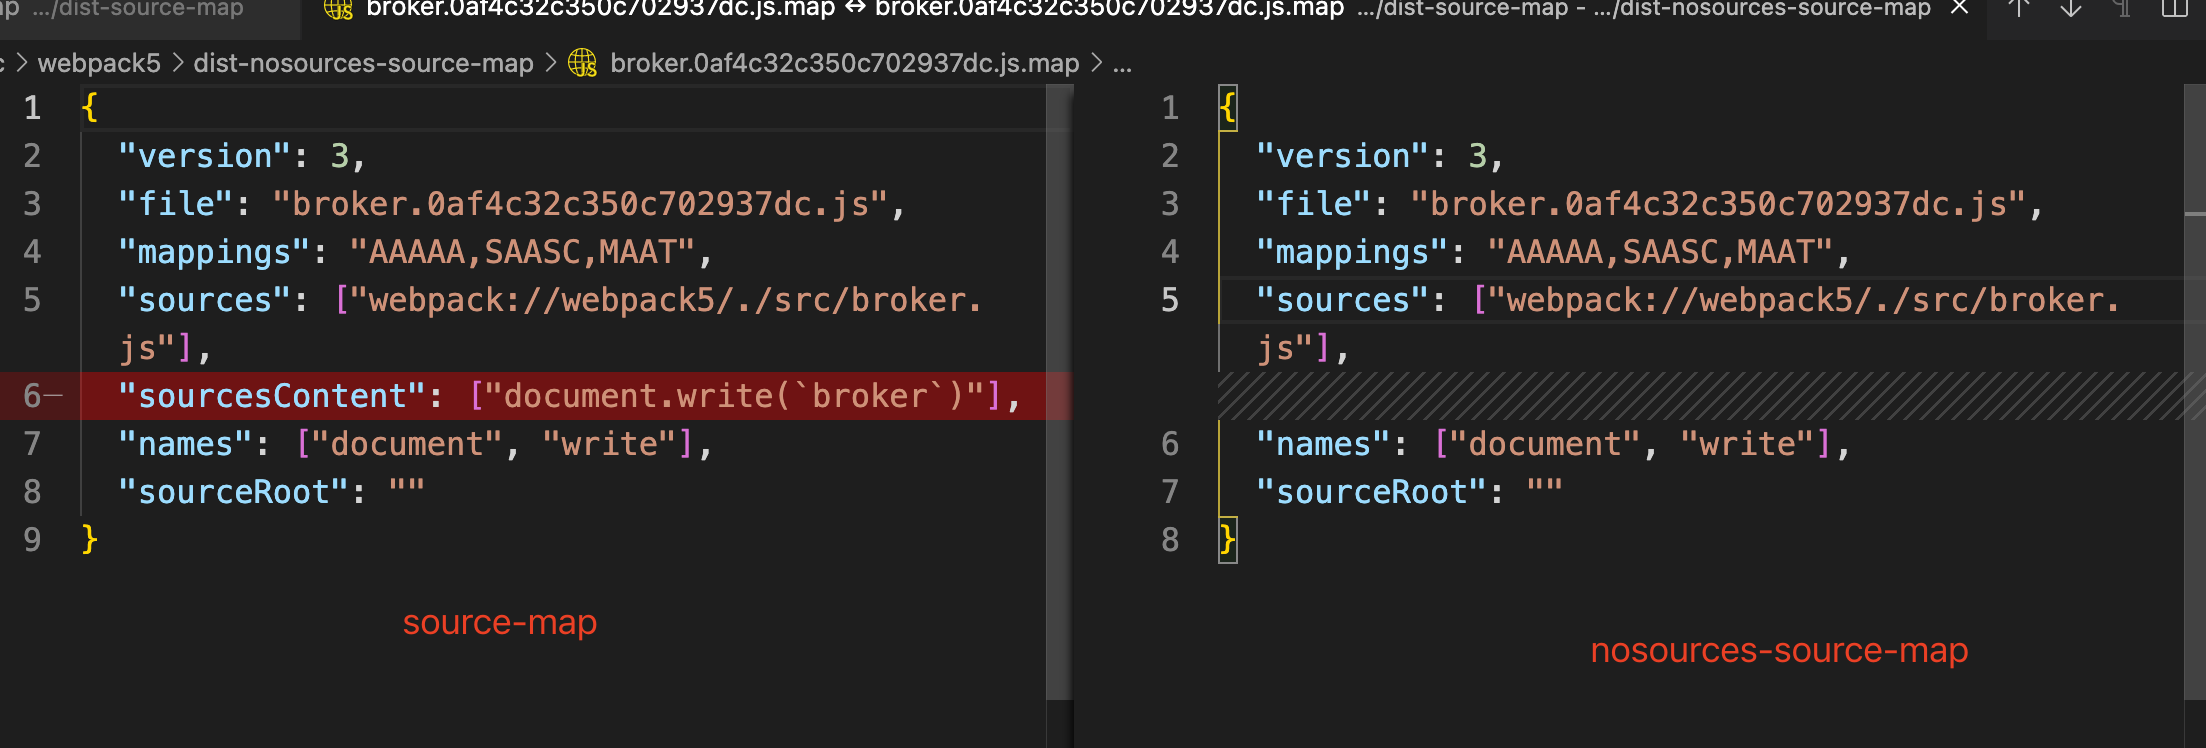 .../dist-source-map
broker.0af4c32c350c702937dc.js.map ↔ broker.0af4c32c350c702937dc.js.map .../dist-source-map - .../dist-nosources-source-map
webpack5 > dist-nosources-source-map > JS broker.0af4c32c350c702937dc.js.map > ...
1 {
2 "version": 3,
3 "file": "broker.0af4c32c350c702937dc.js",
4 "mappings": "AAAAA,SAASC,MAAT",
5 "sources": ["webpack://webpack5/./src/broker.
js"],
6— "sourcesContent": ["document.write(`broker`)"],
7 "names": ["document", "write"],
8 "sourceRoot": ""
9 }
source-map
1 {
2 "version": 3,
3 "file": "broker.0af4c32c350c702937dc.js",
4 "mappings": "AAAAA,SAASC,MAAT",
5 "sources": ["webpack://webpack5/./src/broker.
js"],
6 "names": ["document", "write"],
7 "sourceRoot": ""
8 }
nosources-source-map